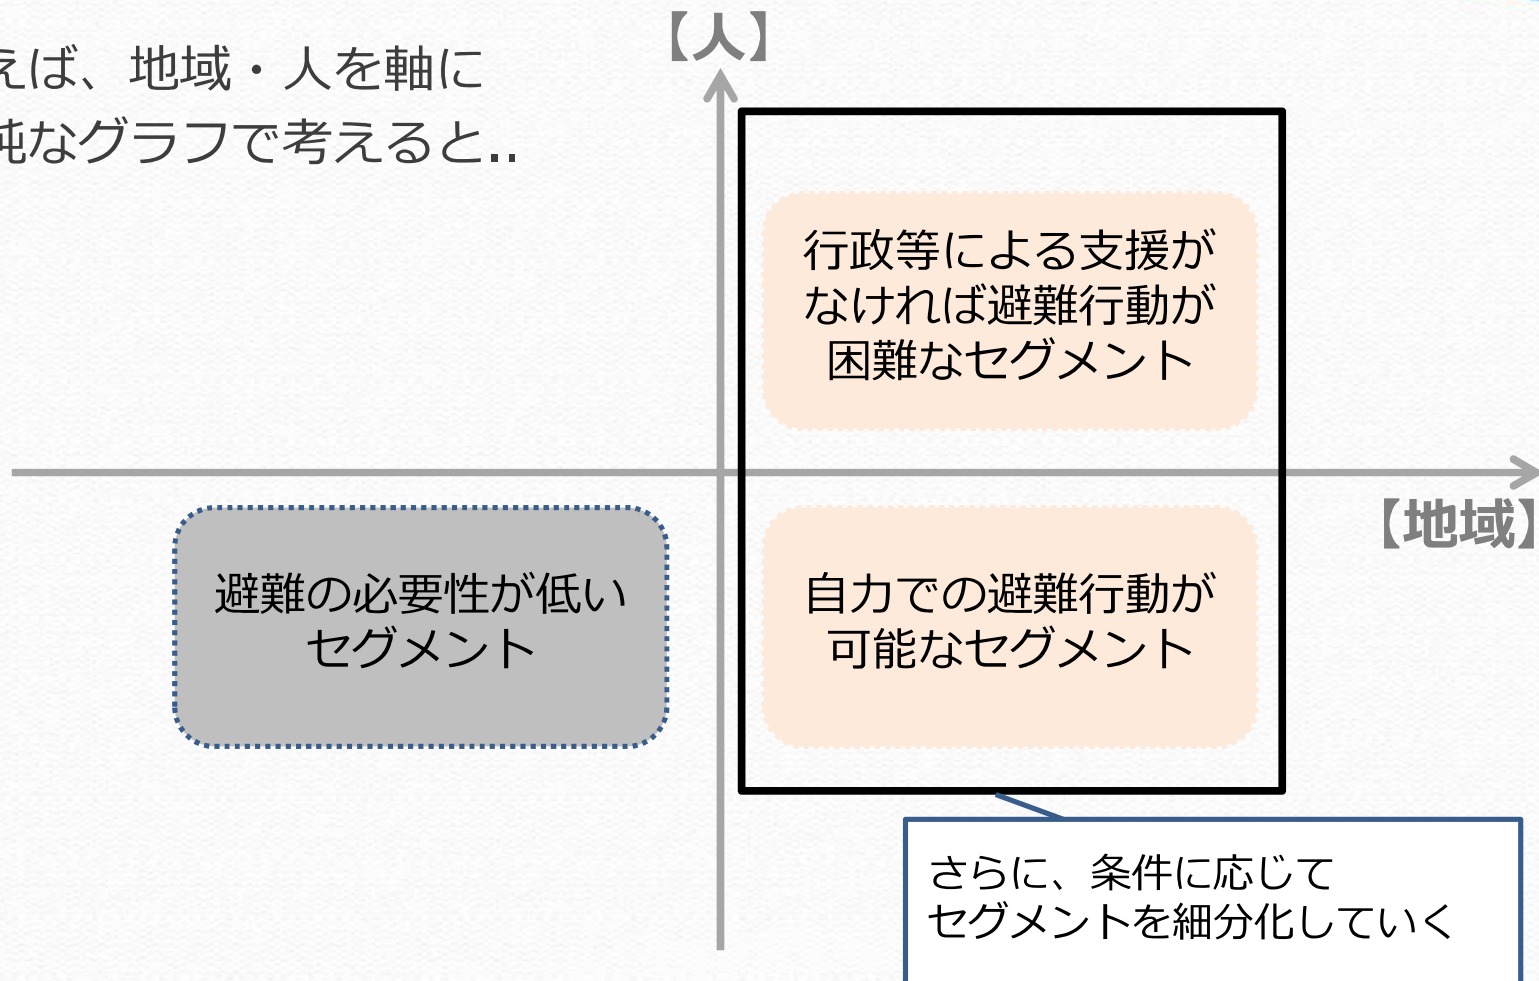 えば、地域・人を軸に
純なグラフで考えると..
【人】
行政等による支援が
なければ避難行動が
困難なセグメント
【地域】
避難の必要性が低い
セグメント
自力での避難行動が
可能なセグメント
さらに、条件に応じて
セグメントを細分化していく